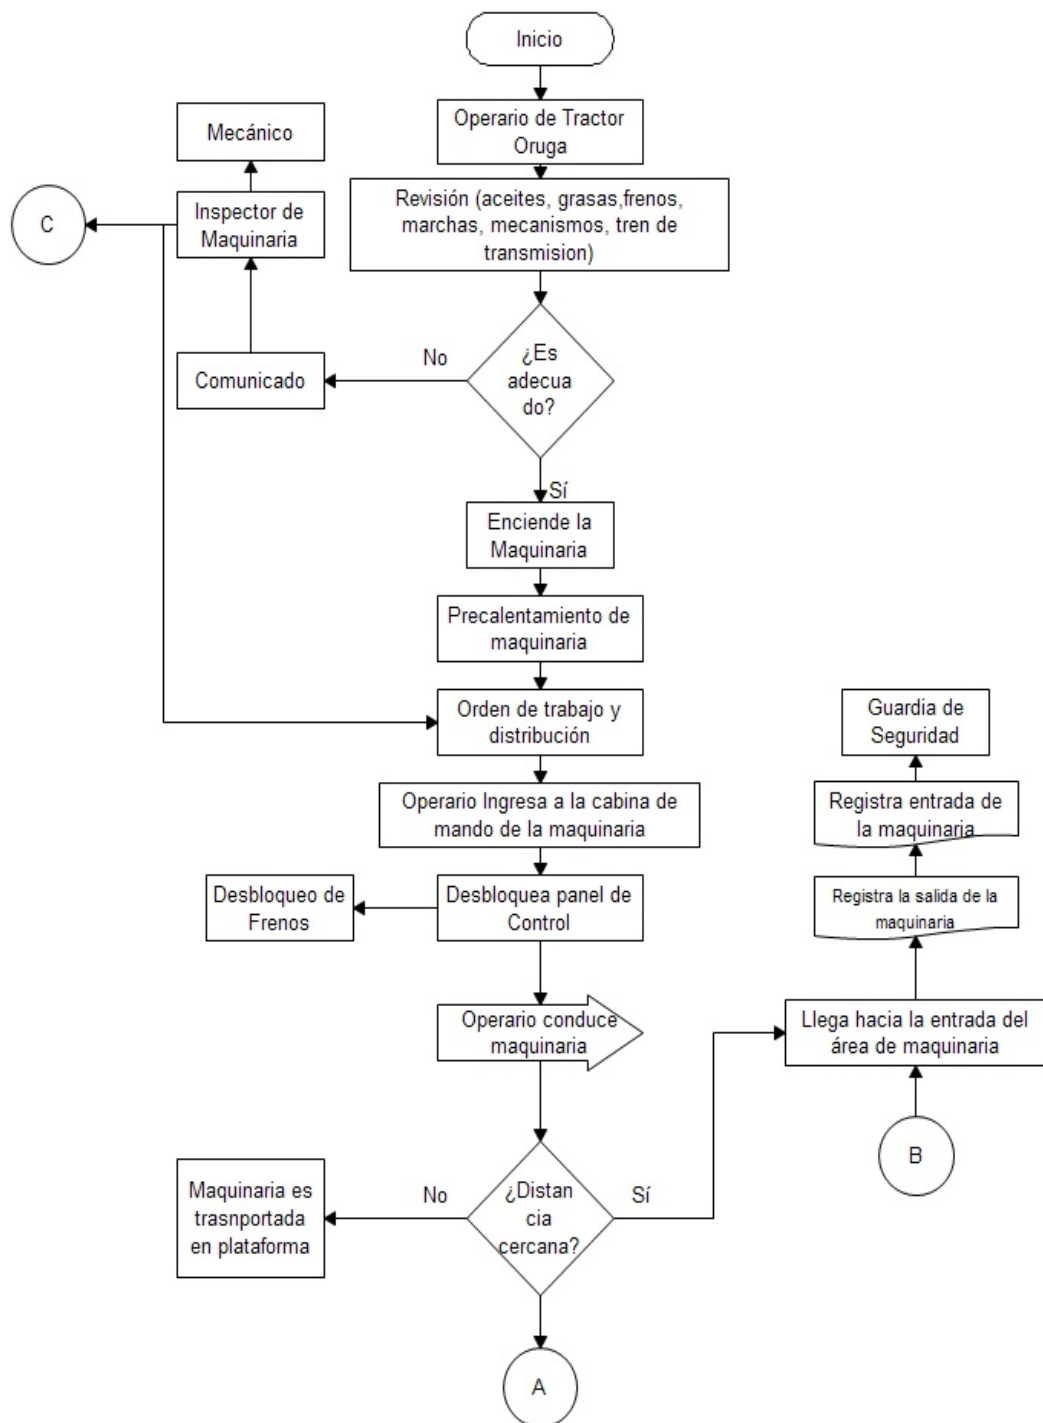 Inicio
Operario de Tractor
Oruga
Mecánico
Revisión (aceites, grasas,frenos,
marchas, mecanismos, tren de
transmision)
Inspector de
Maquinaria
C
¿Es
adecua
do?
No
Comunicado
Sí
Enciende la
Maquinaria
Precalentamiento de
maquinaria
Orden de trabajo y
distribución
Guardia de
Seguridad
Operario Ingresa a la cabina de
mando de la maquinaria
Registra entrada de
la maquinaria
Desbloqueo de
Frenos
Desbloquea panel de
Control
Registra la salida de la
maquinaria
Operario conduce
maquinaria
Llega hacia la entrada del
área de maquinaria
B
Maquinaria es
trasnportada
en plataforma
No
¿Distan
cia
cercana?
Sí
A